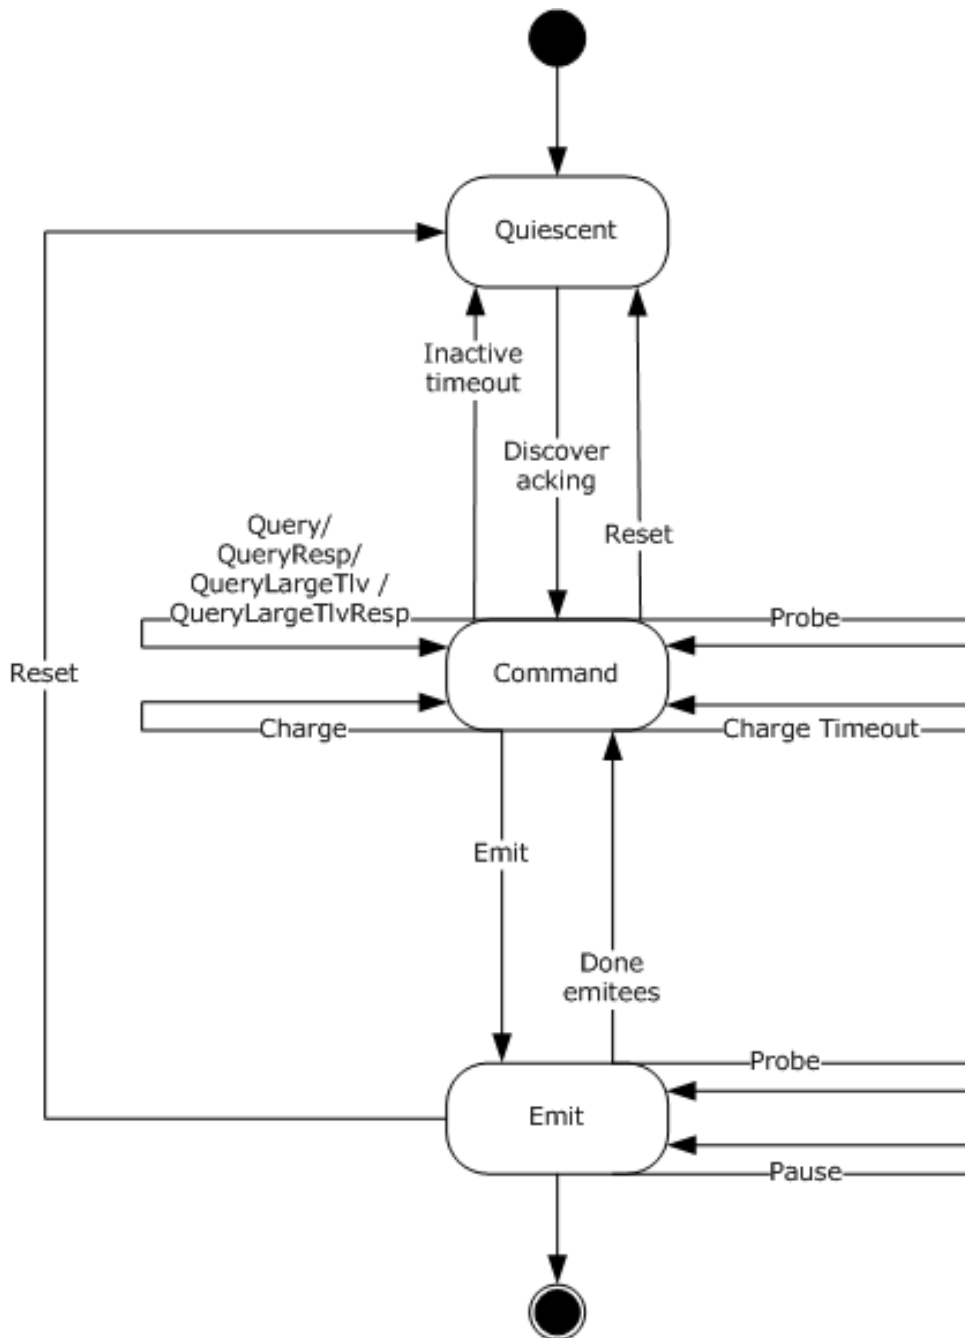 Quiescent
Inactive
timeout
Discover
acking
Reset
Query/
QueryResp/
QueryLargeTlv /
QueryLargeTlvResp
Probe
Reset
Command
Charge
Charge Timeout
Emit
Done
emitees
Probe
Emit
Pause